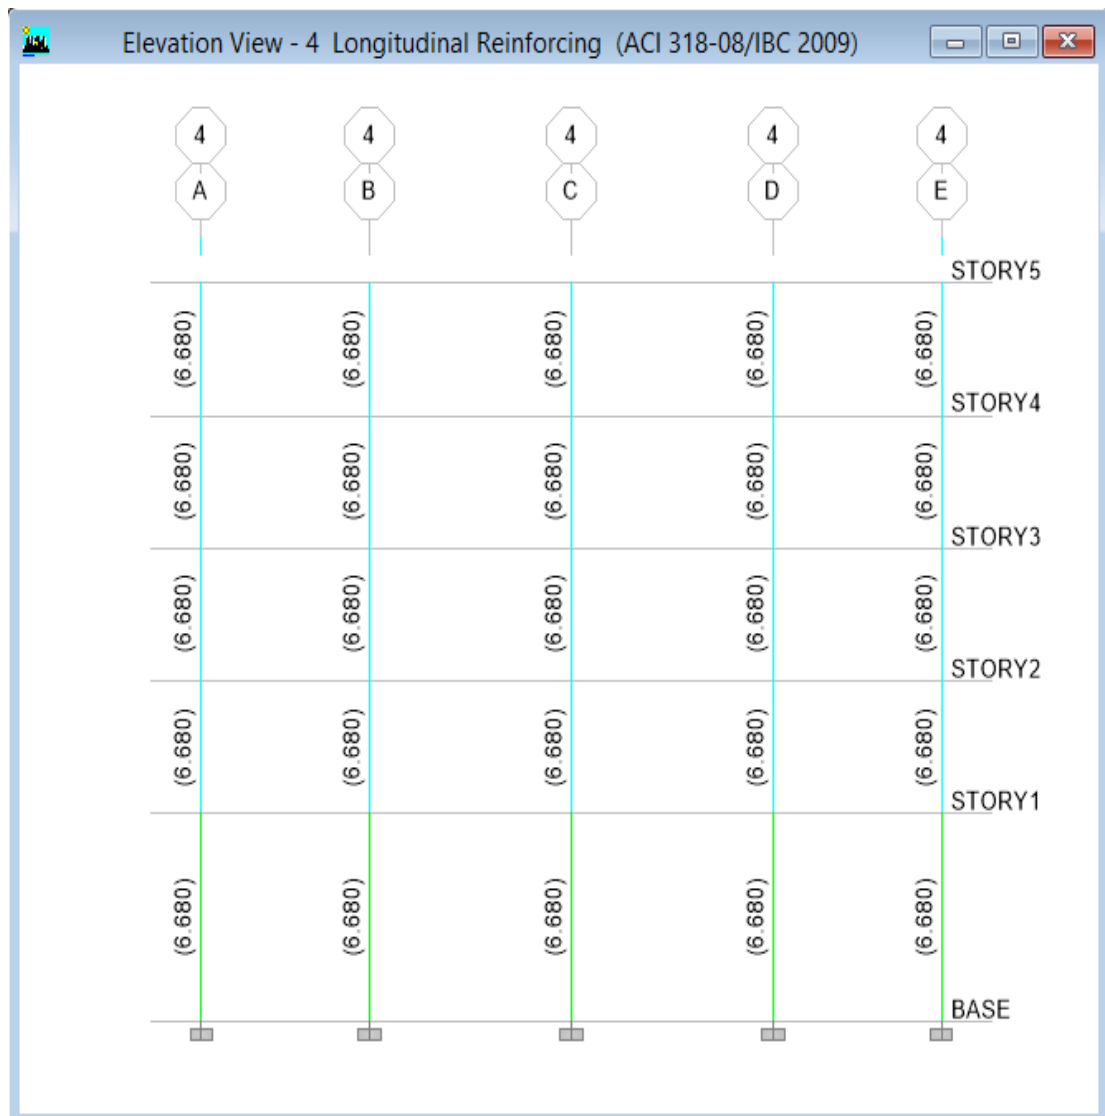 Elevation View - 4 Longitudinal Reinforcing (ACI 318-08/IBC 2009)
4 4 4 4 4
A B C D E
STORY5
(6.680) (6.680) (6.680) (6.680) (6.680)
STORY4
(6.680) (6.680) (6.680) (6.680) (6.680)
STORY3
(6.680) (6.680) (6.680) (6.680) (6.680)
STORY2
(6.680) (6.680) (6.680) (6.680) (6.680)
STORY1
(6.680) (6.680) (6.680) (6.680) (6.680)
BASE